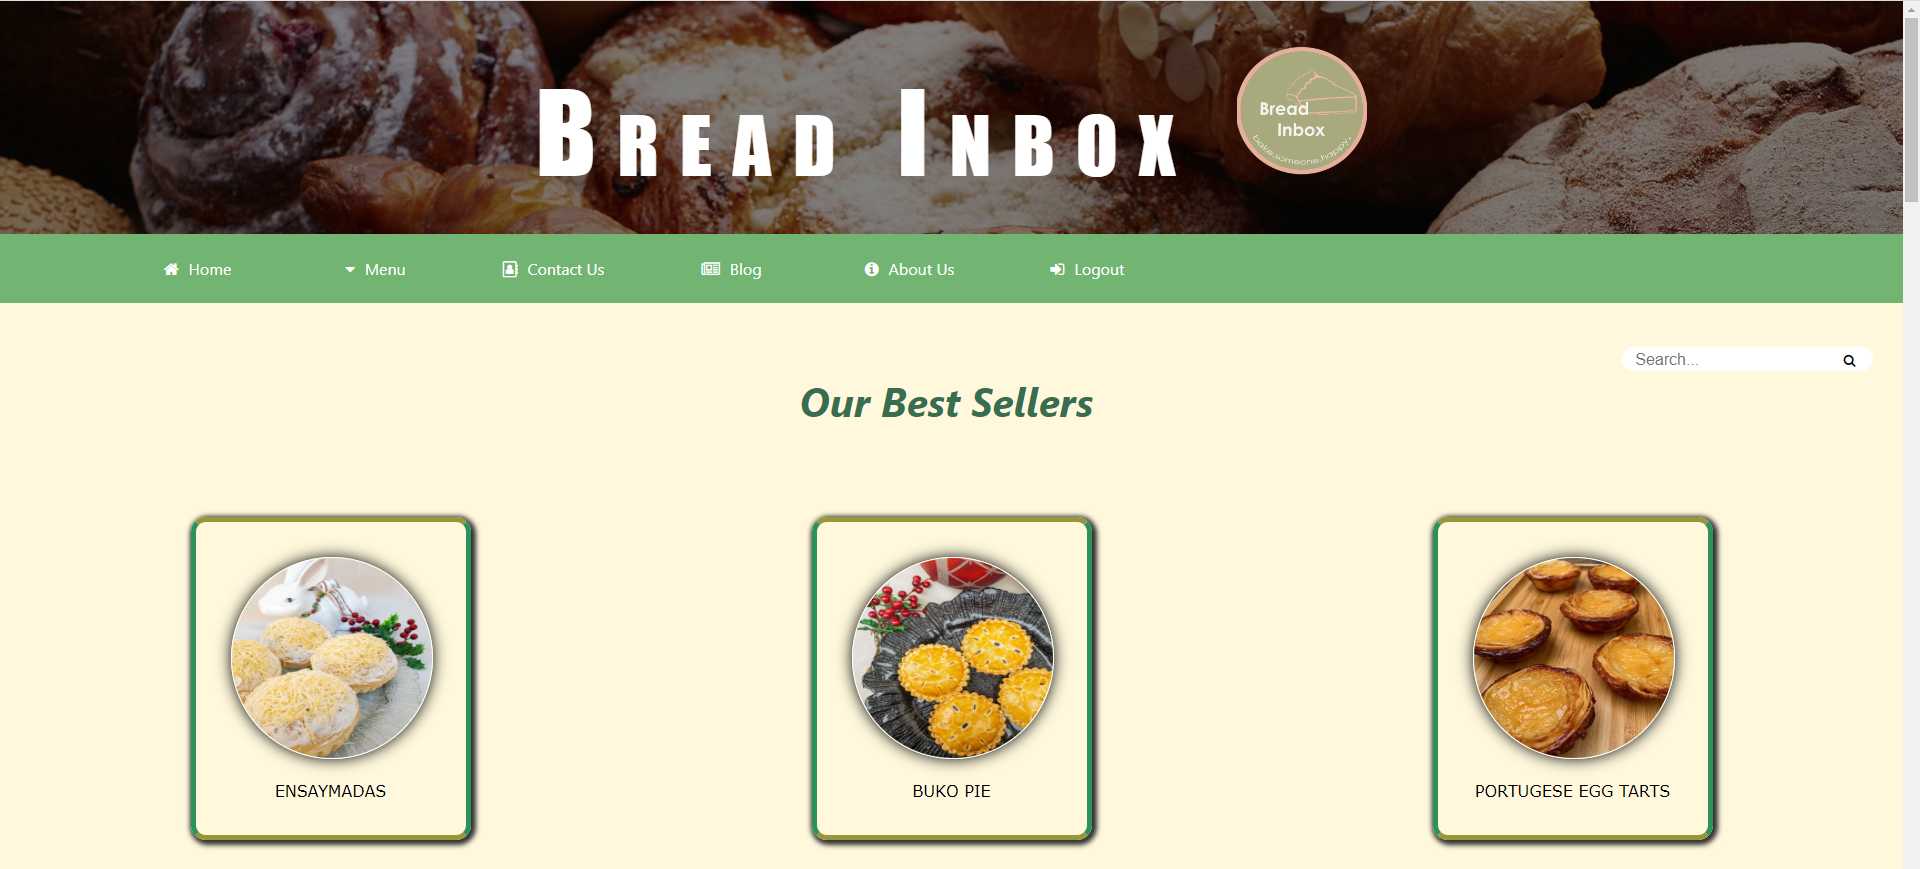 Bread Inbox
Bread
Inbox
bake.someone.happy.
Home
Menu
Contact Us
Blog
About Us
Logout
Search...
Our Best Sellers
ENSAYMADAS
BUKO PIE
PORTUGESE EGG TARTS